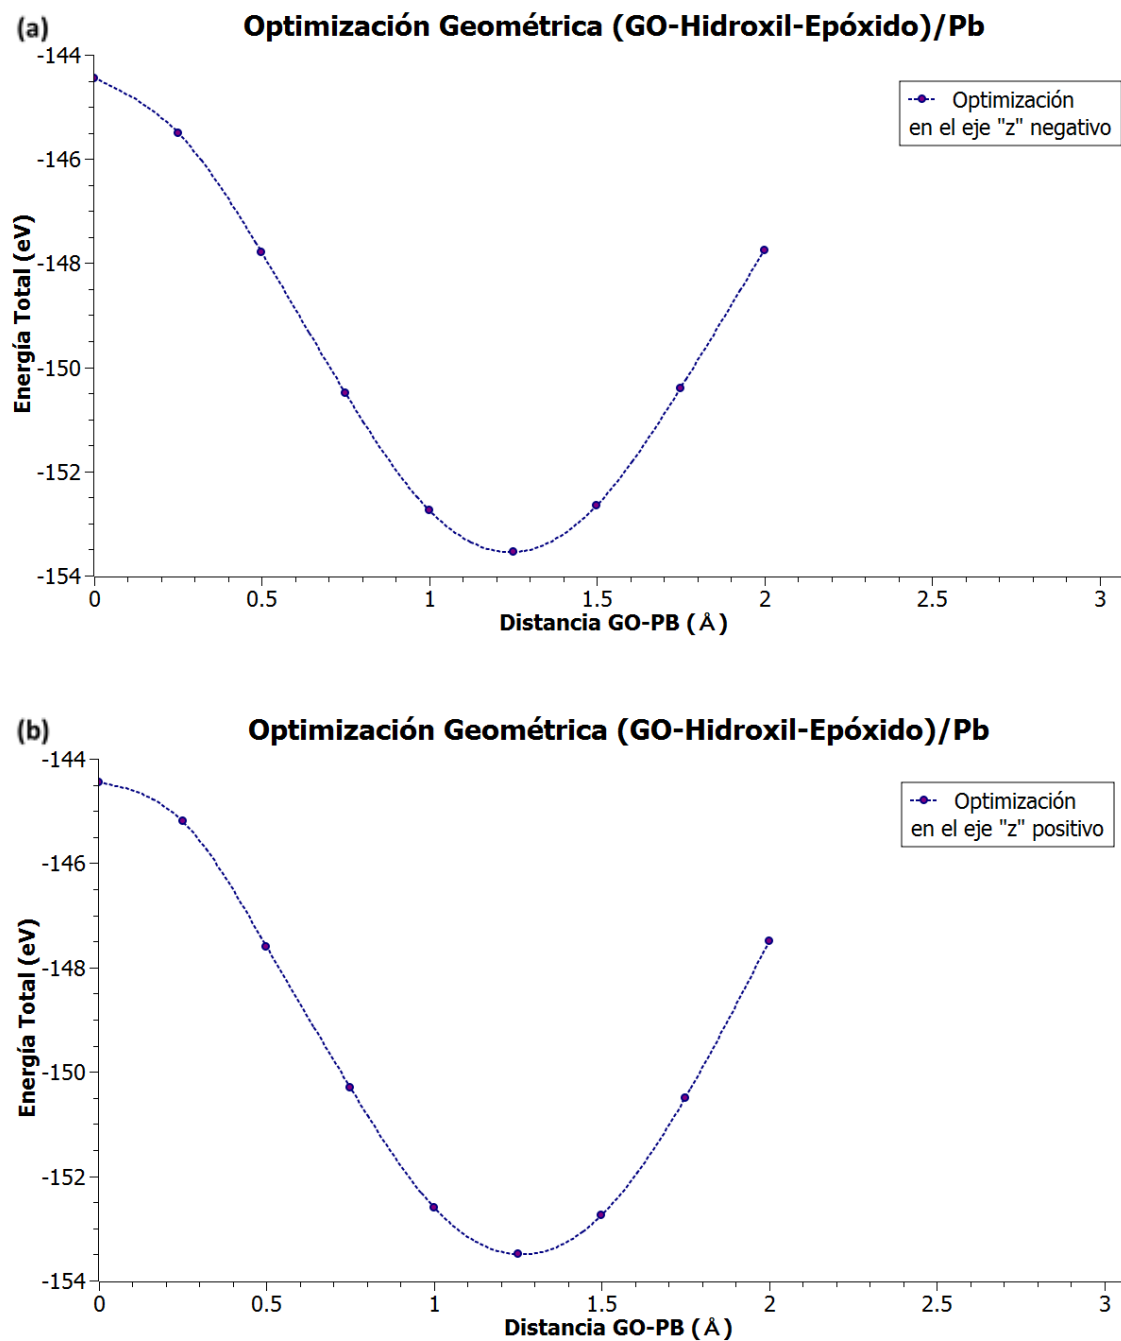 (a) Optimización Geométrica (GO-Hidroxil-Epóxido)/Pb
-144
-146
-148
-150
-152
-154
Energía Total (eV)
Optimización
en el eje "z" negativo
0 0.5 1 1.5 2 2.5 3
Distancia GO-PB (Å)
(b) Optimización Geométrica (GO-Hidroxil-Epóxido)/Pb
-144
-146
-148
-150
-152
-154
Energía Total (eV)
Optimización
en el eje "z" positivo
0 0.5 1 1.5 2 2.5 3
Distancia GO-PB (Å)